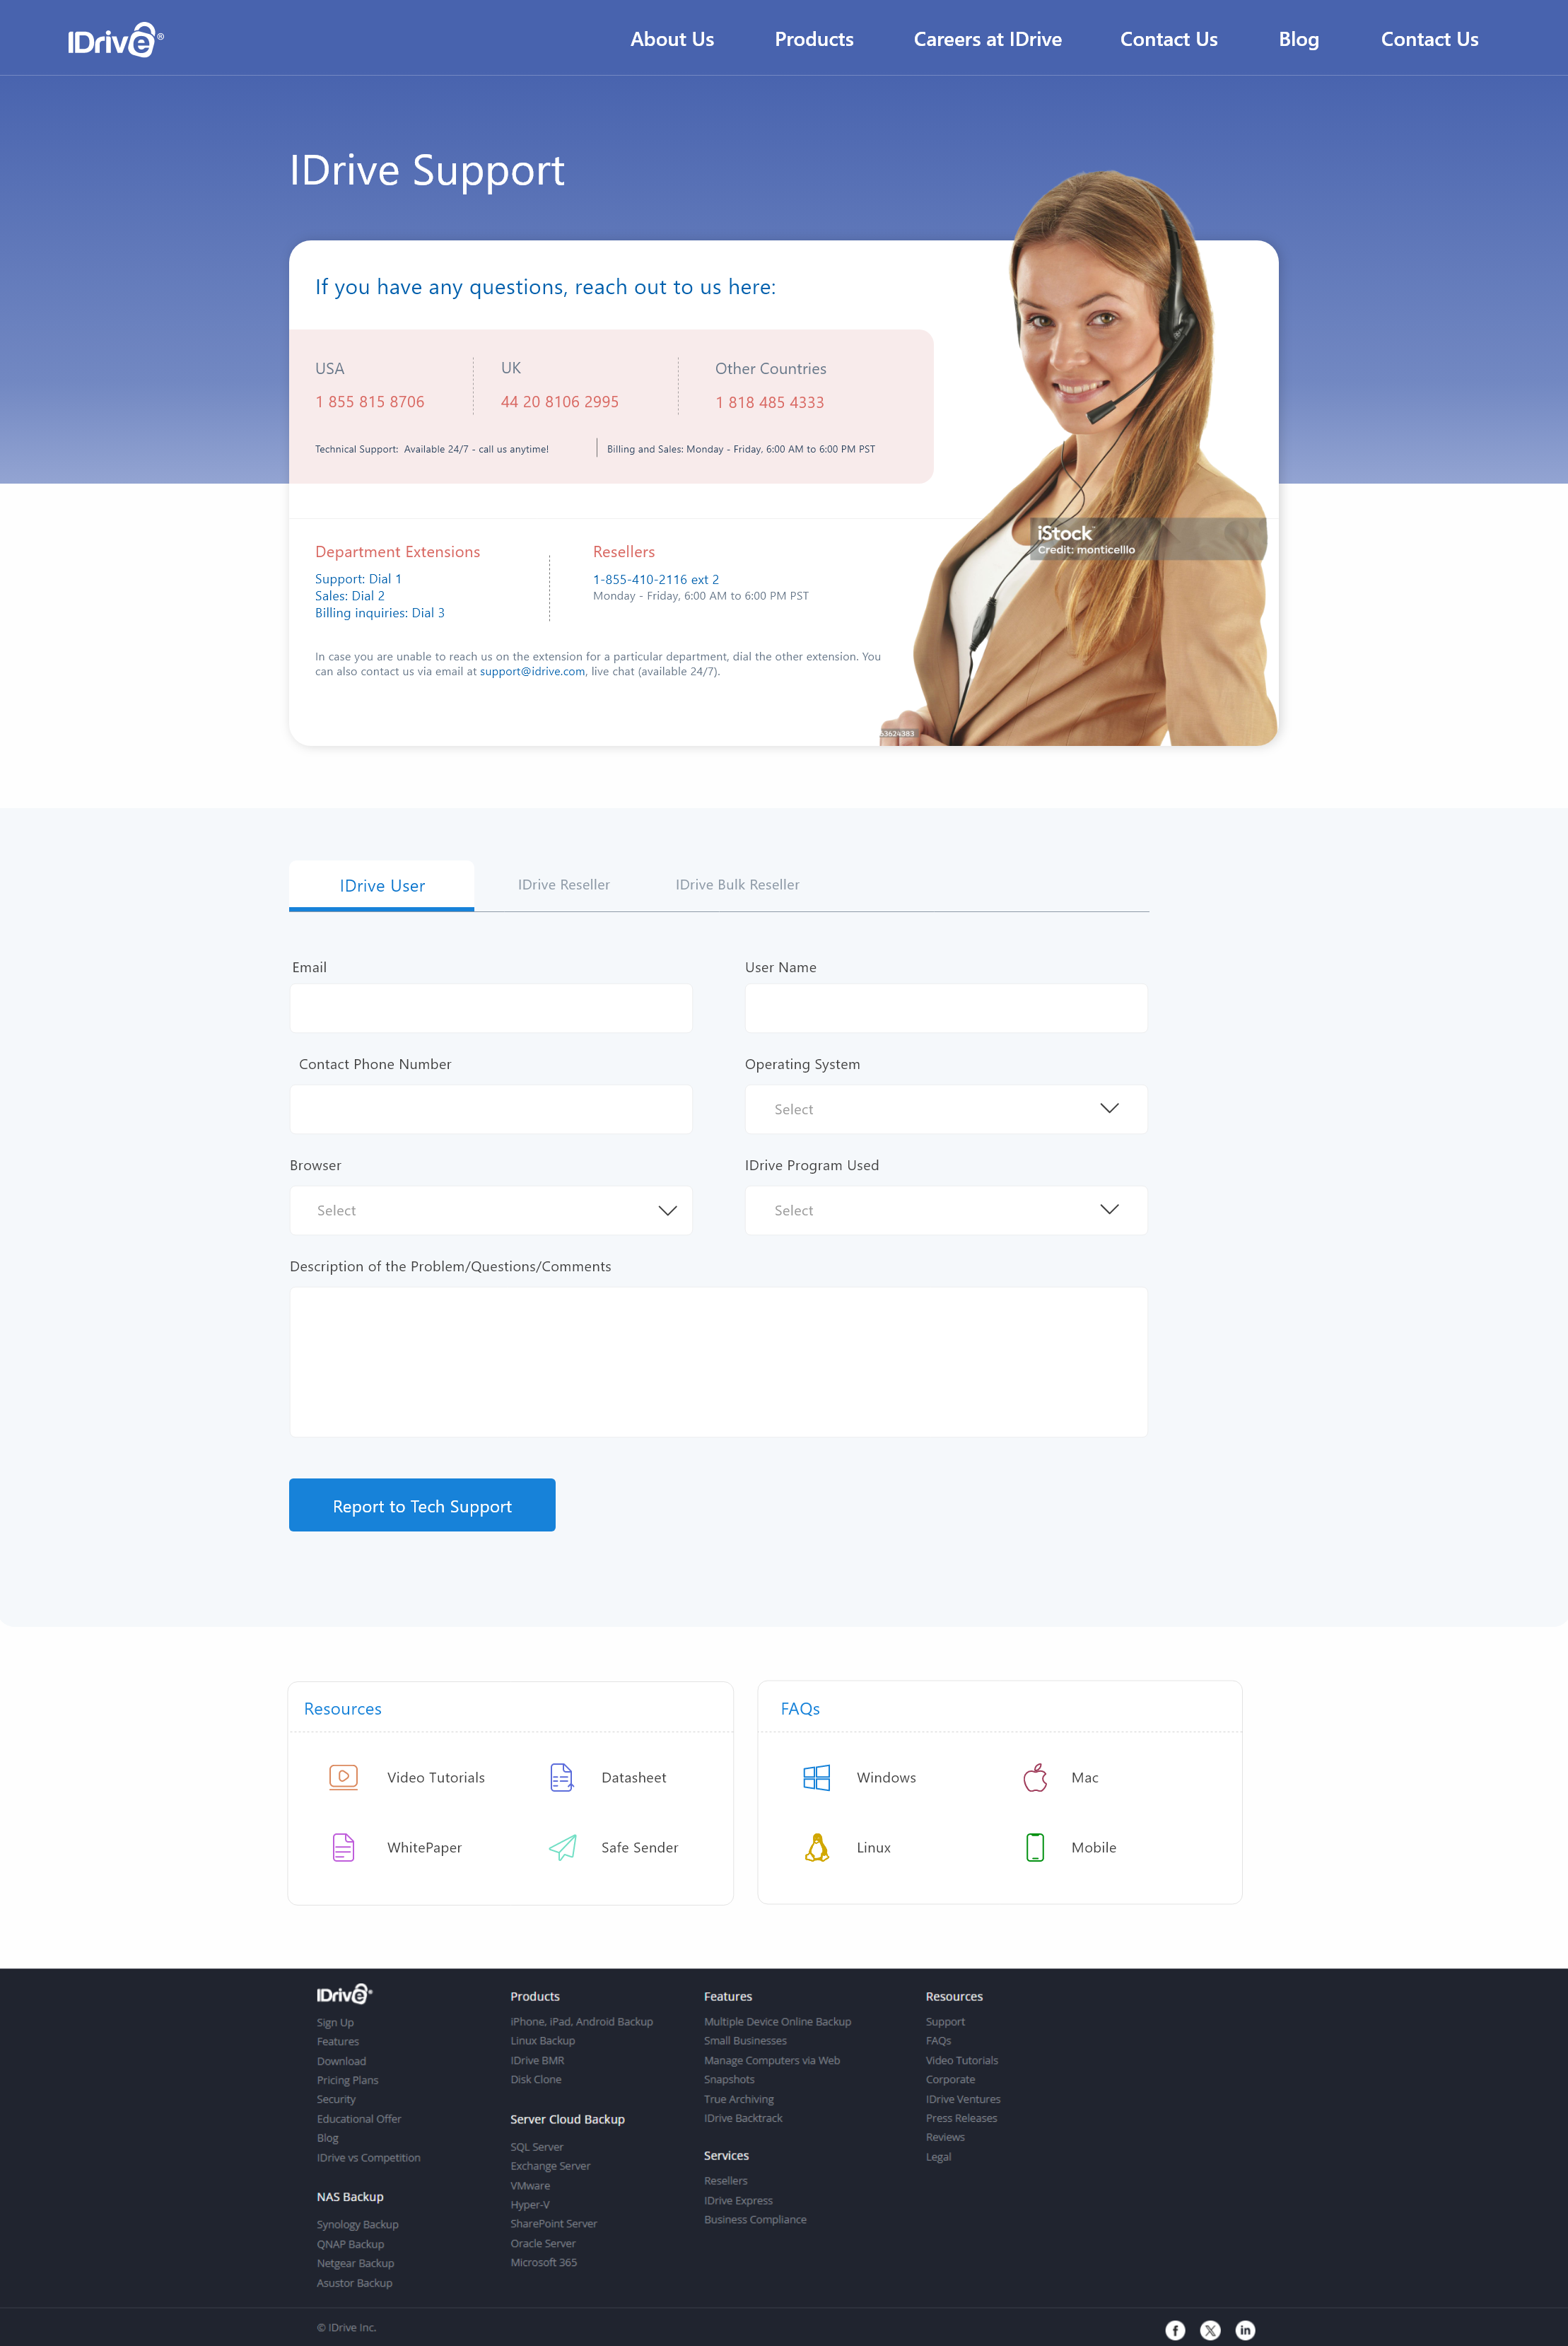 IDrive®
About Us
Products
Careers at IDrive
Contact Us
Blog
Contact Us
IDrive Support
If you have any questions, reach out to us here:
USA
1 855 815 8706
UK
44 20 8106 2995
Other Countries
1 818 485 4333
Technical Support: Available 24/7 - call us anytime!
Billing and Sales: Monday - Friday, 6:00 AM to 6:00 PM PST
iStock™
Credit: monticelllo
Department Extensions
Support: Dial 1
Sales: Dial 2
Billing inquiries: Dial 3
Resellers
1-855-410-2116 ext 2
Monday - Friday, 6:00 AM to 6:00 PM PST
In case you are unable to reach us on the extension for a particular department, dial the other extension. You
can also contact us via email at support@idrive.com, live chat (available 24/7).
63624383
IDrive User
IDrive Reseller
IDrive Bulk Reseller
Email
User Name
Contact Phone Number
Operating System
Select
Browser
IDrive Program Used
Select
Select
Description of the Problem/Questions/Comments
Report to Tech Support
Resources
Video Tutorials
Datasheet
WhitePaper
Safe Sender
FAQs
Windows
Mac
Linux
Mobile
IDrive®
Sign Up
Features
Download
Pricing Plans
Security
Educational Offer
Blog
IDrive vs Competition
NAS Backup
Synology Backup
QNAP Backup
Netgear Backup
Asustor Backup
Products
iPhone, iPad, Android Backup
Linux Backup
IDrive BMR
Disk Clone
Server Cloud Backup
SQL Server
Exchange Server
VMware
Hyper-V
SharePoint Server
Oracle Server
Microsoft 365
Features
Multiple Device Online Backup
Small Businesses
Manage Computers via Web
Snapshots
True Archiving
IDrive Backtrack
Services
Resellers
IDrive Express
Business Compliance
Resources
Support
FAQs
Video Tutorials
Corporate
IDrive Ventures
Press Releases
Reviews
Legal
© IDrive Inc.
f
X
in